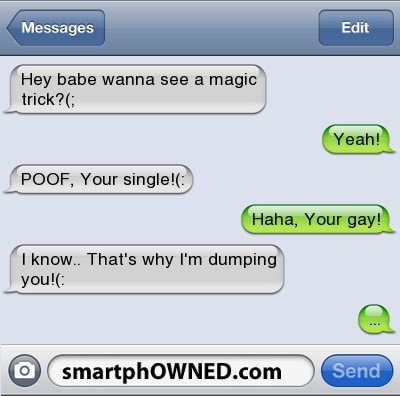 Messages
Edit
Hey babe wanna see a magic
trick?(;
Yeah!
POOF, Your single!(:
Haha, Your gay!
I know.. That's why I'm dumping
you!(:
...
smartphOWNED.com
Send